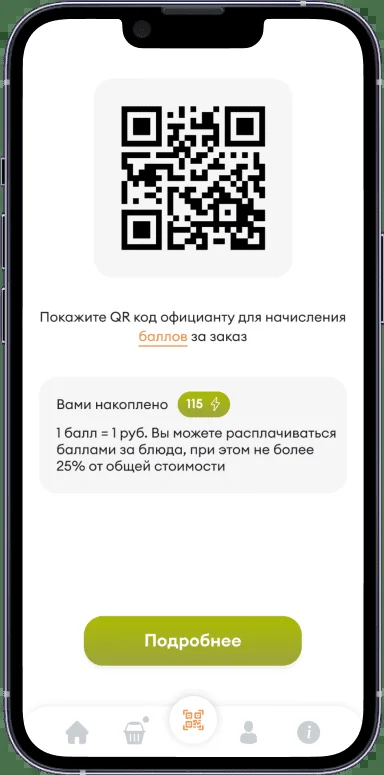 Покажите QR код официанту для начисления
баллов за заказ
Вами накоплено 115
1 балл = 1 руб. Вы можете расплачиваться
баллами за блюда, при этом не более
25% от общей стоимости
Подробнее